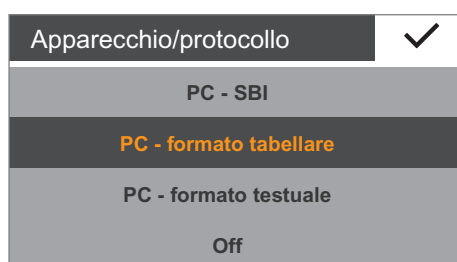 Apparecchio/protocollo
PC - SBI
PC - formato tabellare
PC - formato testuale
Off